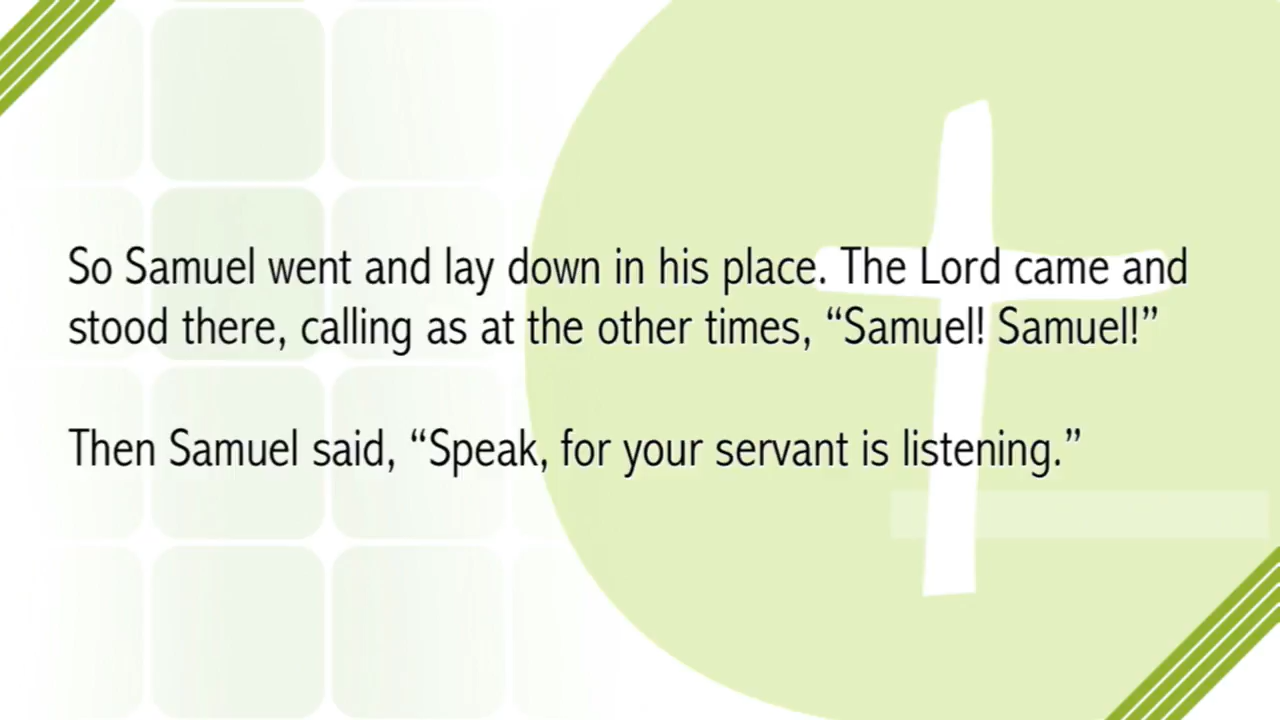 So Samuel went and lay down in his place. The Lord came and
stood there, calling as at the other times, “Samuel! Samuel!”
Then Samuel said, “Speak, for your servant is listening.”